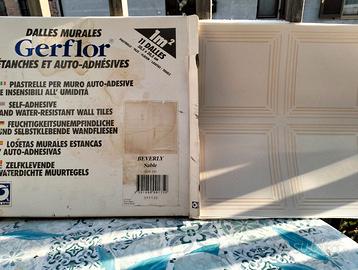 DALLES MURALES
Gerflor
ÉTANCHES ET AUTO-ADHÉSIVES
1m²
11 DALLES
PIASTRELLE PER MURO AUTO-ADESIVE
E INSENSIBILI ALL'UMIDITÀ
SELF-ADHESIVE
AND WATER-RESISTANT WALL TILES
FEUCHTIGKEITSUNEMPFINDLICHE
UND SELBSTKLEBENDE WANDFLIESEN
LOSETAS MURALES ESTANCAS
Y AUTO-ADHESIVAS
ZELFKLEVENDE
WATERDICHTE MUURTEGELS
BEVERLY
Sable